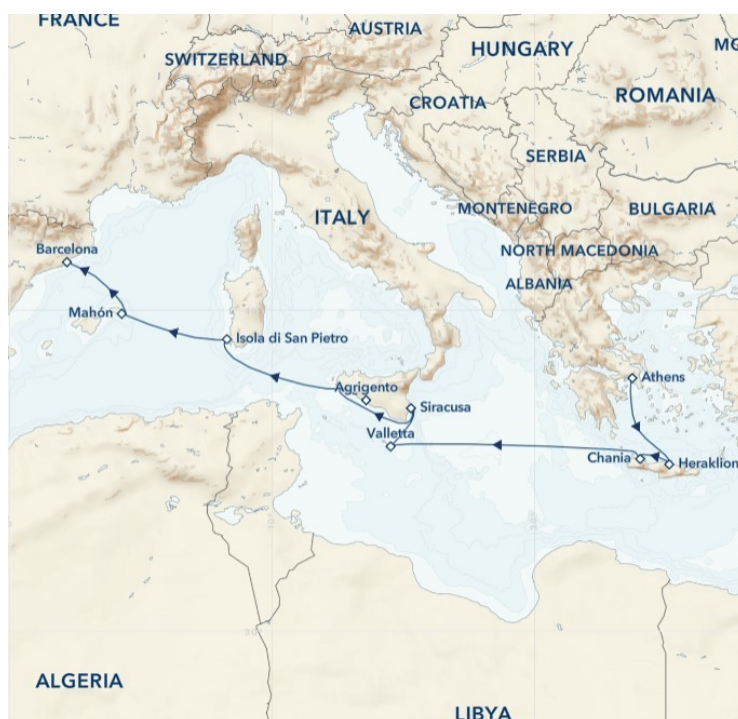 FRANCE
AUSTRIA
SWITZERLAND
HUNGARY
CROATIA
ROMANIA
SERBIA
ITALY
MONTENEGRO
BULGARIA
Barcelona
NORTH MACEDONIA
ALBANIA
Mahón
Isola di San Pietro
Athens
Agrigento
Siracusa
Valletta
Chania
Heraklion
ALGERIA
LIBYA